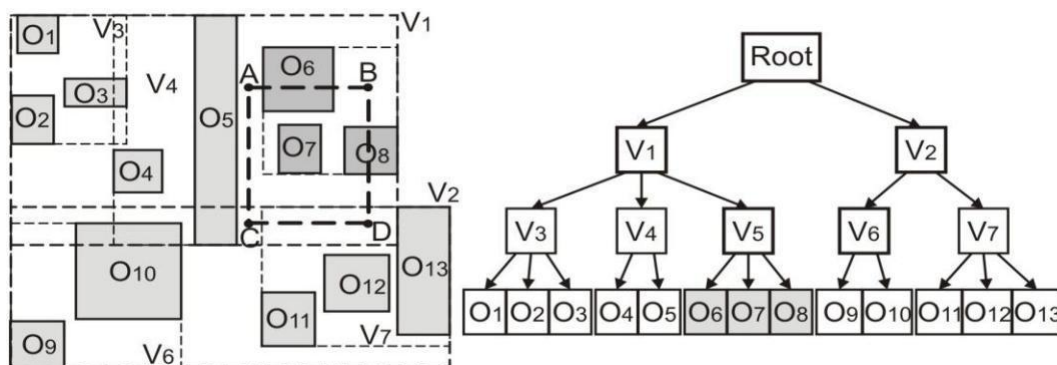 O1 V3 V1
A O6 B
O3 V4
O2 O5 O7 O8
O4
V2
C D
O10 O12 O13
O11
O9 V6 V7
Root
V1 V2
V3 V4 V5 V6 V7
O1 O2 O3 O4 O5 O6 O7 O8 O9 O10 O11 O12 O13